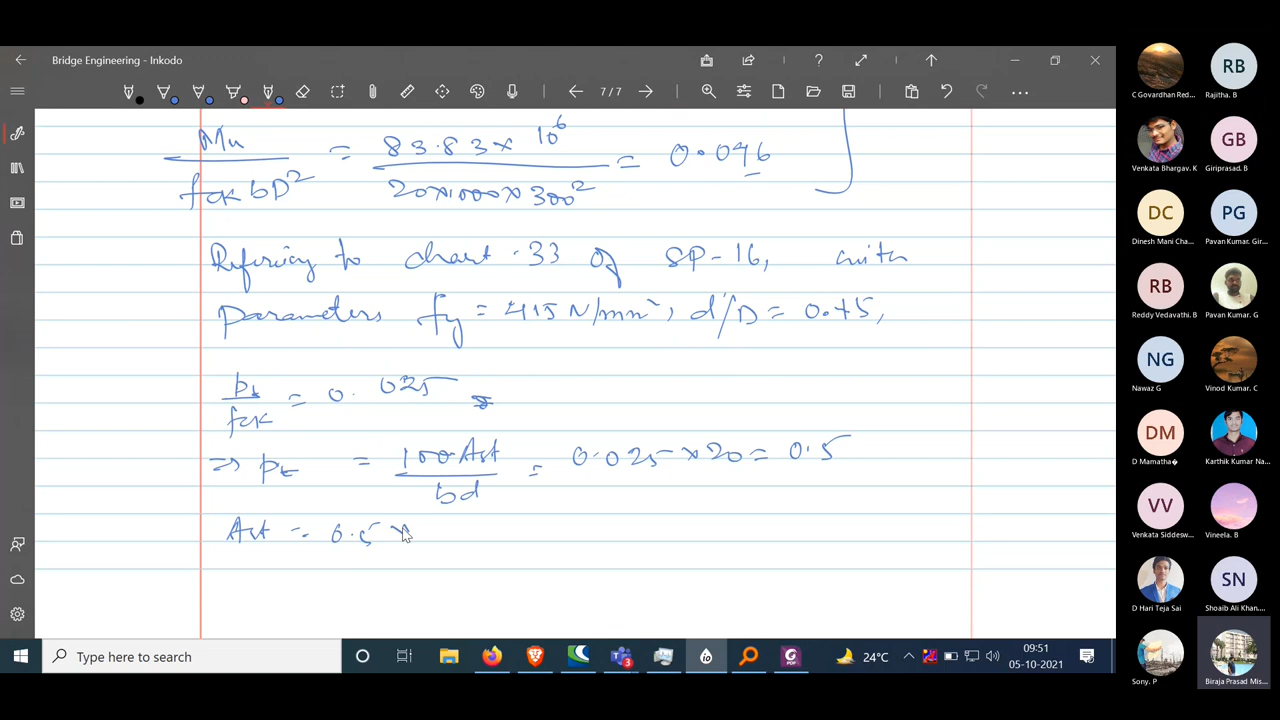 Bridge Engineering - Inkodo
7/7
Mu / fck bD² = 83.83 x 10⁶ / 20x1000x300² = 0.046
Refering to chart-33 of SP-16, with
parameters fy = 415 N/mm², d'/D = 0.15,
pt / fck = 0.025
=> pt = 100 Ast / bd = 0.025 x 20 = 0.5
Ast = 0.5 x
C Govardhan Red...
RB
Rajitha. B
Venkata Bhargav. K
GB
Giriprasad. B
DC
Dinesh Mani Cha...
PG
Pavan Kumar. Gir...
RB
Reddy Vedavathi. B
Pavan Kumar. G
NG
Nawaz G
Vinod Kumar. C
DM
D Mamatha
Karthik Kumar Na...
VV
Venkata Siddesw...
Vineela. B
D Hari Teja Sai
SN
Shoaib Ali Khan....
Sony. P
Biraja Prasad Mis...
Type here to search
24°C
09:51
05-10-2021